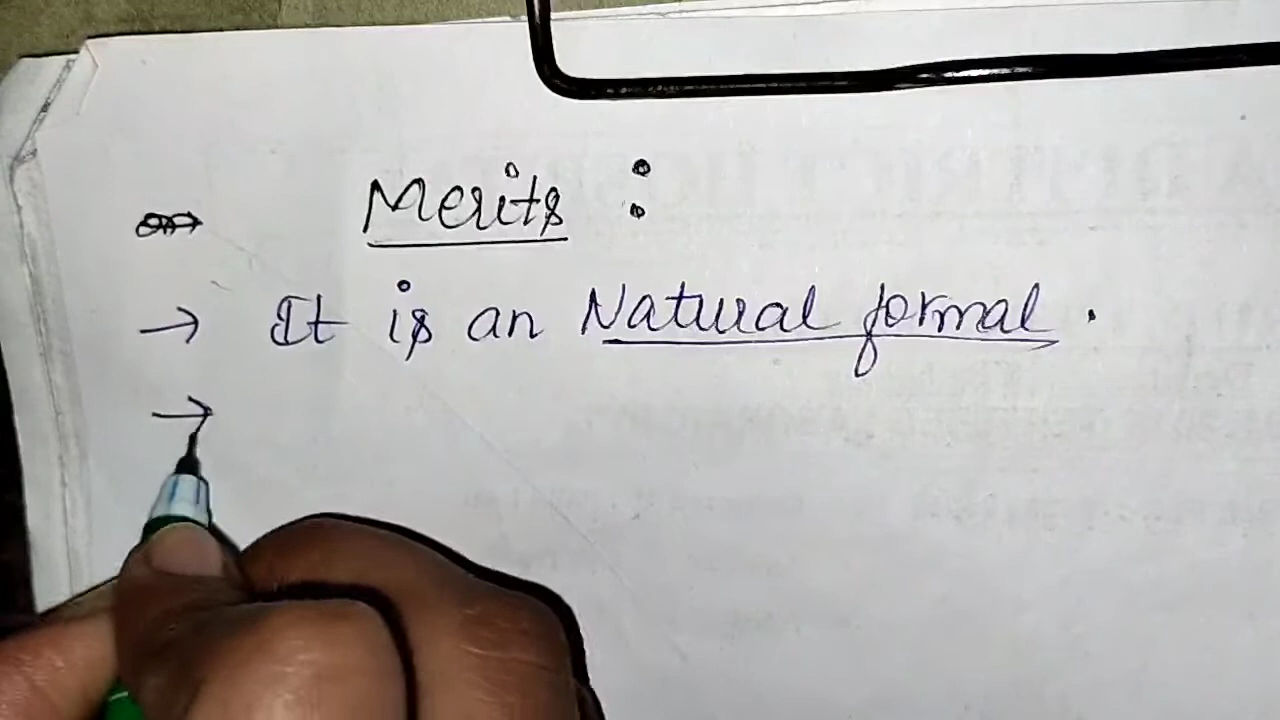 Merits :
→ It is an Natural formal .
→